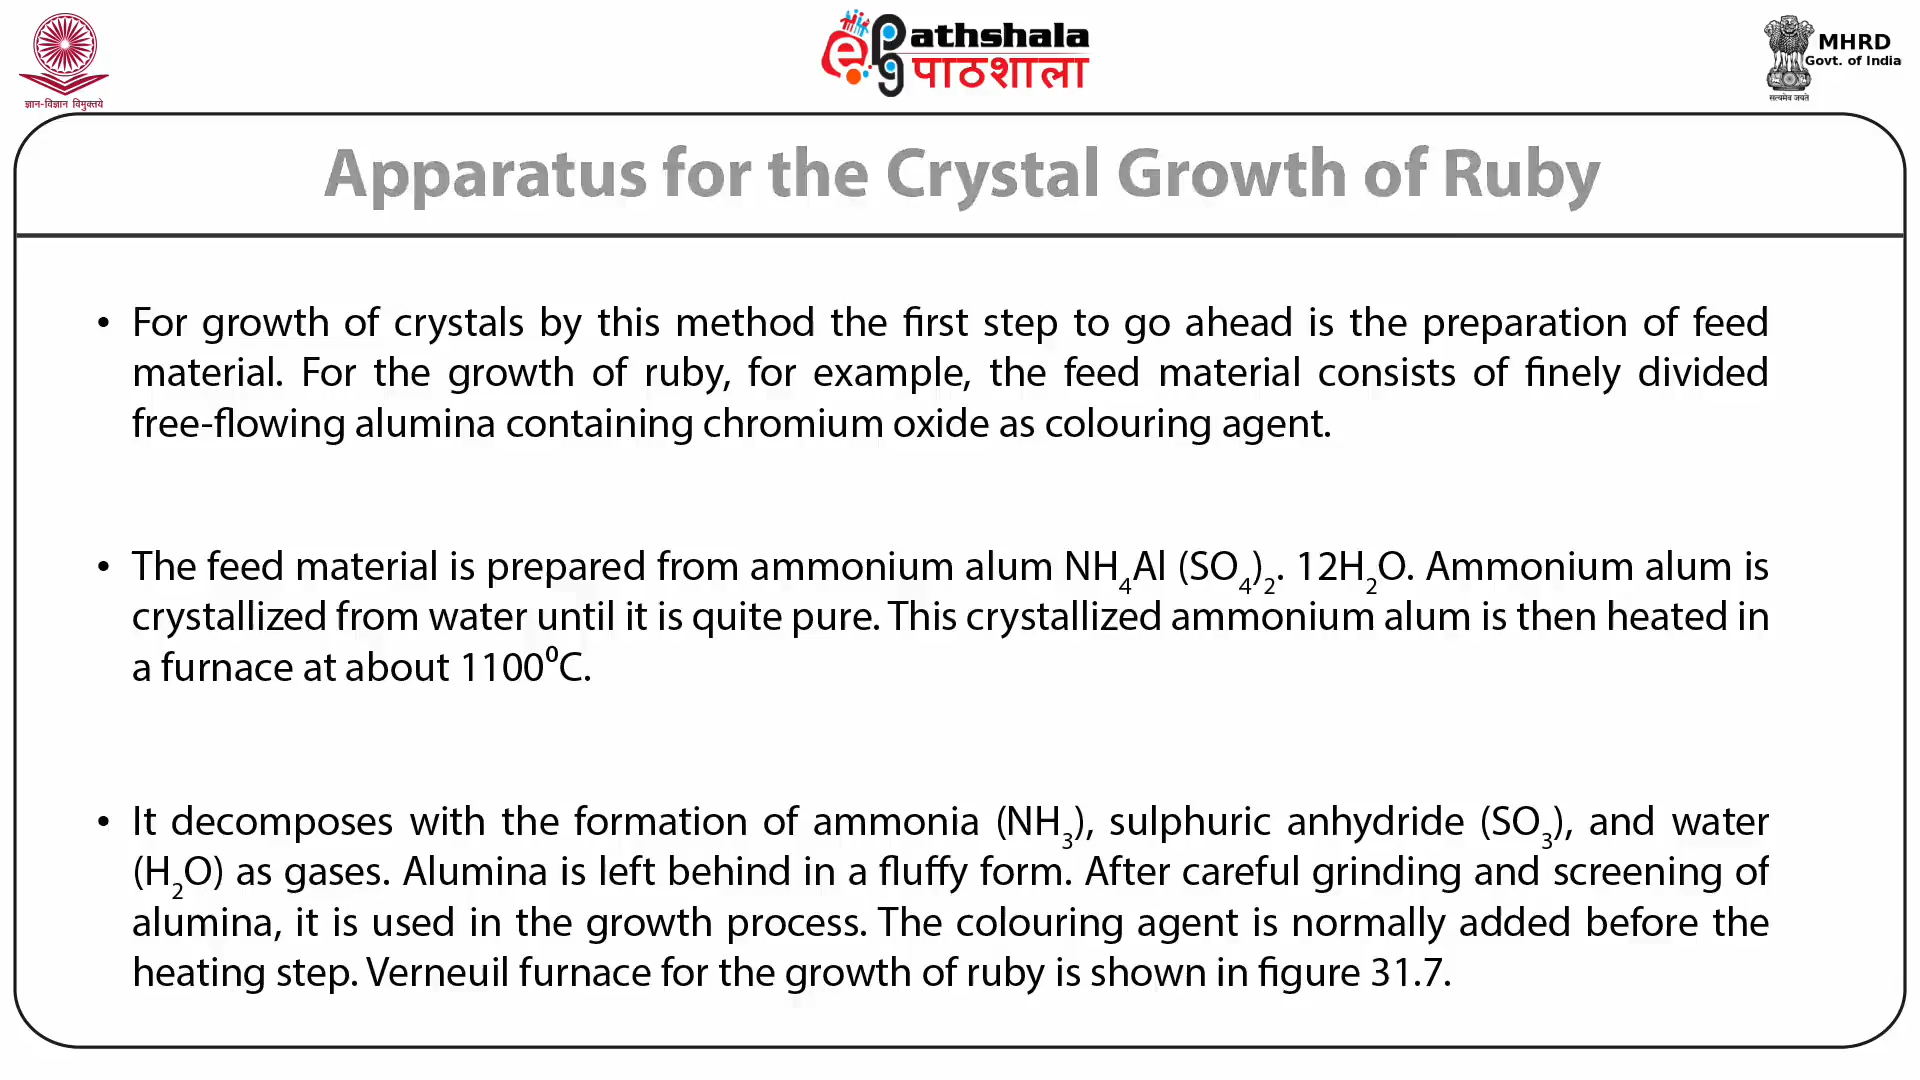 ज्ञान-विज्ञान विमुक्तये
ePathshala
पाठशाला
MHRD
Govt. of India
सत्यमेव जयते
Apparatus for the Crystal Growth of Ruby
• For growth of crystals by this method the first step to go ahead is the preparation of feed
material. For the growth of ruby, for example, the feed material consists of finely divided
free-flowing alumina containing chromium oxide as colouring agent.
• The feed material is prepared from ammonium alum NH₄Al (SO₄)₂. 12H₂O. Ammonium alum is
crystallized from water until it is quite pure. This crystallized ammonium alum is then heated in
a furnace at about 1100⁰C.
• It decomposes with the formation of ammonia (NH₃), sulphuric anhydride (SO₃), and water
(H₂O) as gases. Alumina is left behind in a fluffy form. After careful grinding and screening of
alumina, it is used in the growth process. The colouring agent is normally added before the
heating step. Verneuil furnace for the growth of ruby is shown in figure 31.7.